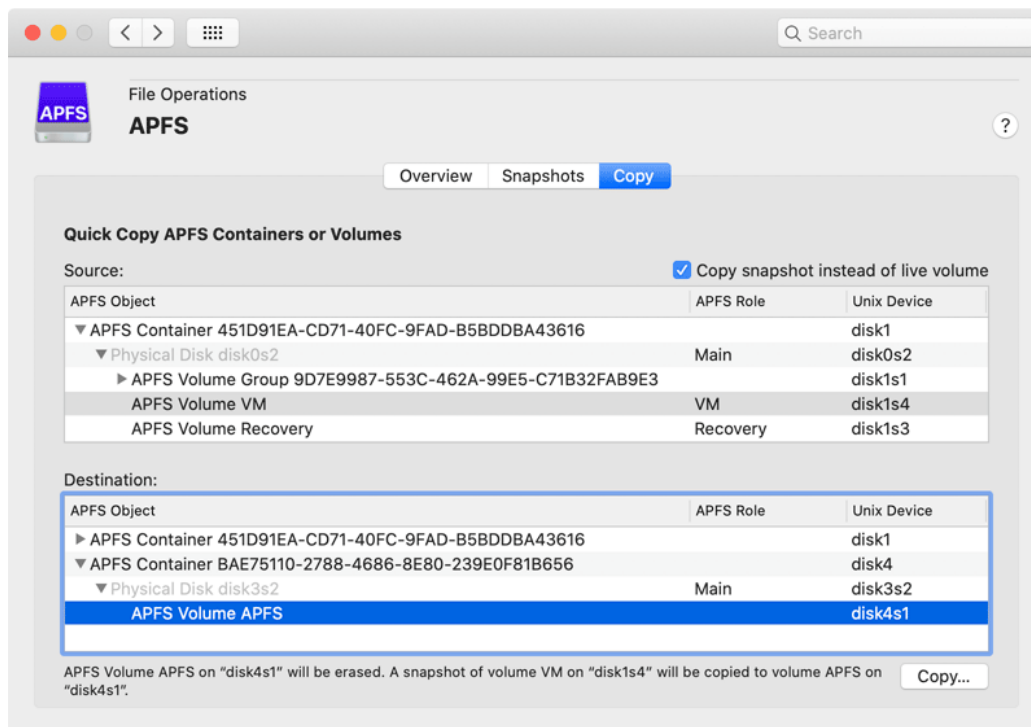 Search
File Operations
APFS
APFS
?
Overview Snapshots Copy
Quick Copy APFS Containers or Volumes
Source: Copy snapshot instead of live volume
APFS Object APFS Role Unix Device
APFS Container 451D91EA-CD71-40FC-9FAD-B5BDDBA43616 disk1
Physical Disk disk0s2 Main disk0s2
APFS Volume Group 9D7E9987-553C-462A-99E5-C71B32FAB9E3 disk1s1
APFS Volume VM VM disk1s4
APFS Volume Recovery Recovery disk1s3
Destination:
APFS Object APFS Role Unix Device
APFS Container 451D91EA-CD71-40FC-9FAD-B5BDDBA43616 disk1
APFS Container BAE75110-2788-4686-8E80-239E0F81B656 disk4
Physical Disk disk3s2 Main disk3s2
APFS Volume APFS disk4s1
APFS Volume APFS on “disk4s1” will be erased. A snapshot of volume VM on “disk1s4” will be copied to volume APFS on
“disk4s1”.
Copy...